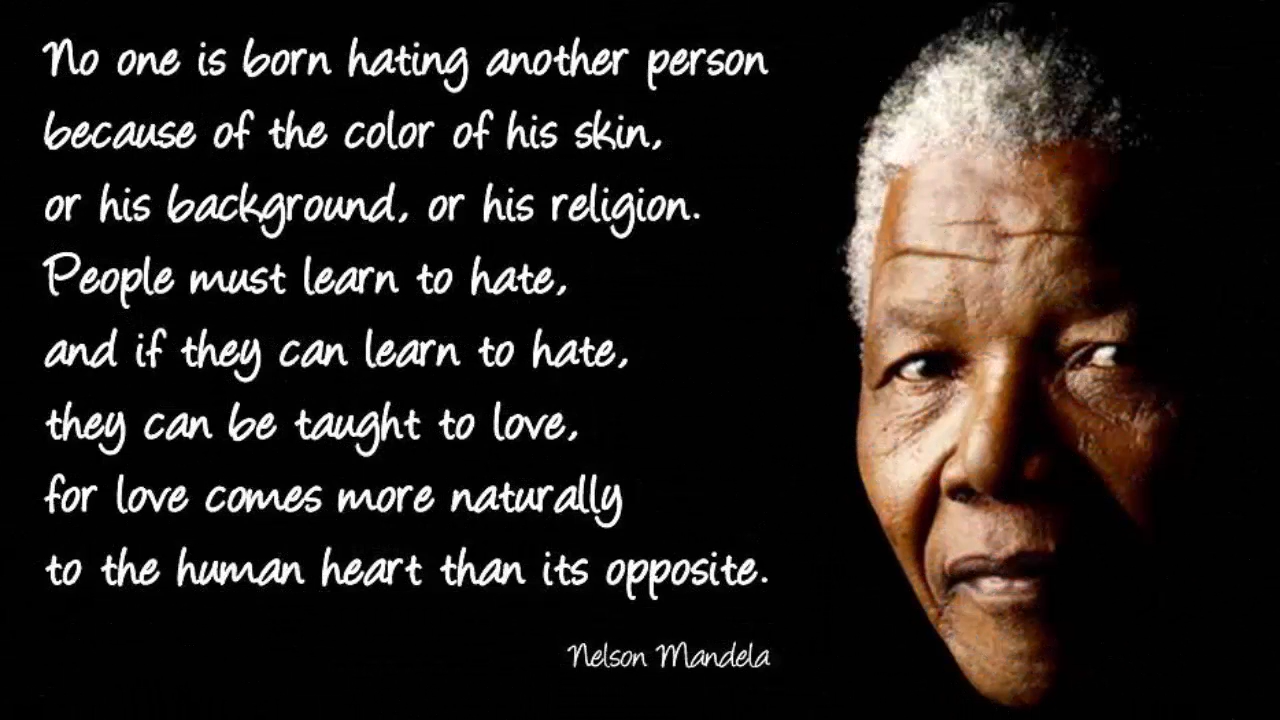 No one is born hating another person
because of the color of his skin,
or his background, or his religion.
People must learn to hate,
and if they can learn to hate,
they can be taught to love,
for love comes more naturally
to the human heart than its opposite.
Nelson Mandela